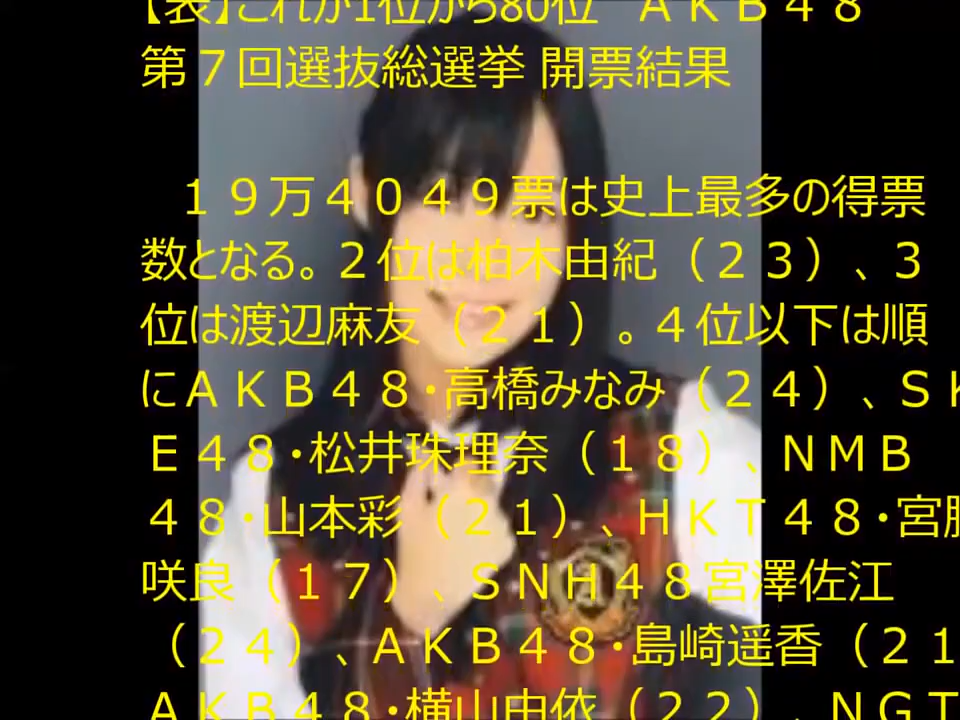 【表】これが1位から80位　ＡＫＢ４８
第７回選抜総選挙 開票結果
１９万４０４９票は史上最多の得票
数となる。２位は柏木由紀（２３）、３
位は渡辺麻友（２１）。４位以下は順
にＡＫＢ４８・高橋みなみ（２４）、ＳＫ
Ｅ４８・松井珠理奈（１８）、ＮＭＢ
４８・山本彩（２１）、ＨＫＴ４８・宮脇
咲良（１７）、ＳＮＨ４８宮澤佐江
（２４）、ＡＫＢ４８・島崎遥香（２１
ＡＫＢ４８・横山由依（２２）、ＮＧＴ